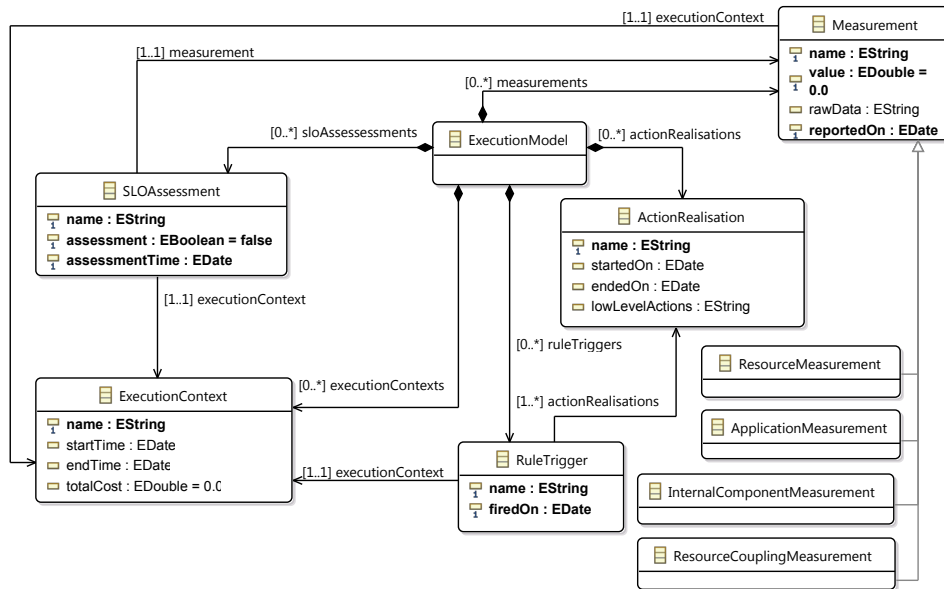 [1..1] executionContext
Measurement
name : EString
value : EDouble =
0.0
rawData : EString
reportedOn : EDate
[1..1] measurement
[0..*] measurements
[0..*] sloAssessessments
ExecutionModel
[0..*] actionRealisations
SLOAssessment
name : EString
assessment : EBoolean = false
assessmentTime : EDate
ActionRealisation
name : EString
startedOn : EDate
endedOn : EDate
lowLevelActions : EString
[1..1] executionContext
[0..*] ruleTriggers
ResourceMeasurement
[0..*] executionContexts
ExecutionContext
name : EString
startTime : EDate
endTime : EDate
totalCost : EDouble = 0.0
[1..*] actionRealisations
ApplicationMeasurement
[1..1] executionContext
RuleTrigger
name : EString
firedOn : EDate
InternalComponentMeasurement
ResourceCouplingMeasurement